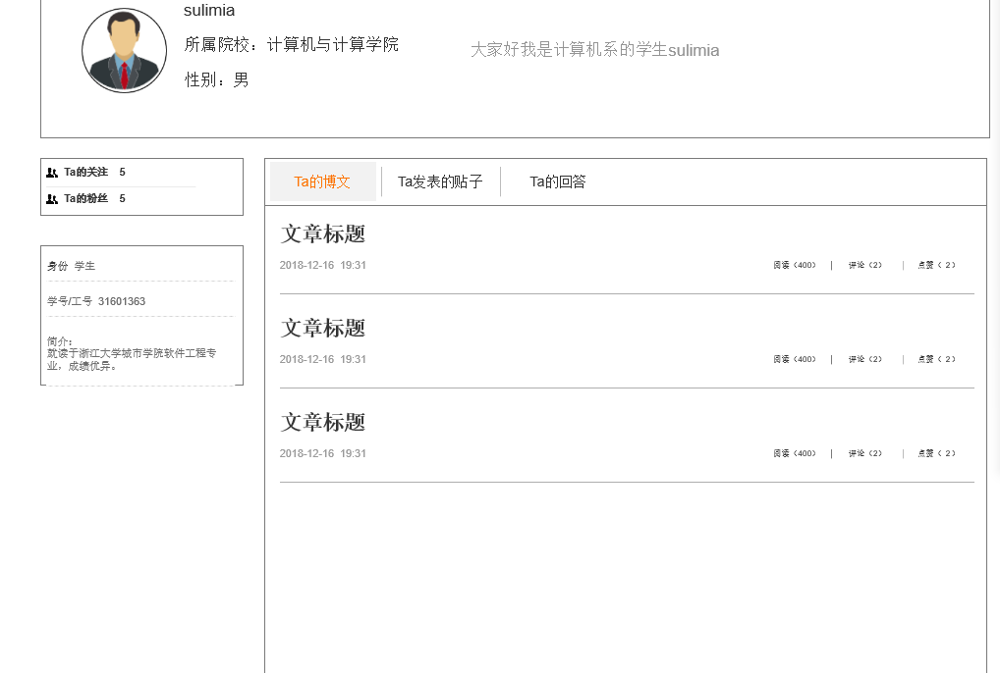 sulimia
所属院校：计算机与计算学院
大家好我是计算机系的学生sulimia
性别：男
Ta的关注 5
Ta的粉丝 5
身份 学生
学号/工号 31601363
简介：
就读于浙江大学城市学院软件工程专
业，成绩优异。
Ta的博文 Ta发表的贴子 Ta的回答
文章标题
2018-12-16 19:31 阅读（400） | 评论（2） | 点赞（ 2）
文章标题
2018-12-16 19:31 阅读（400） | 评论（2） | 点赞（ 2）
文章标题
2018-12-16 19:31 阅读（400） | 评论（2） | 点赞（ 2）